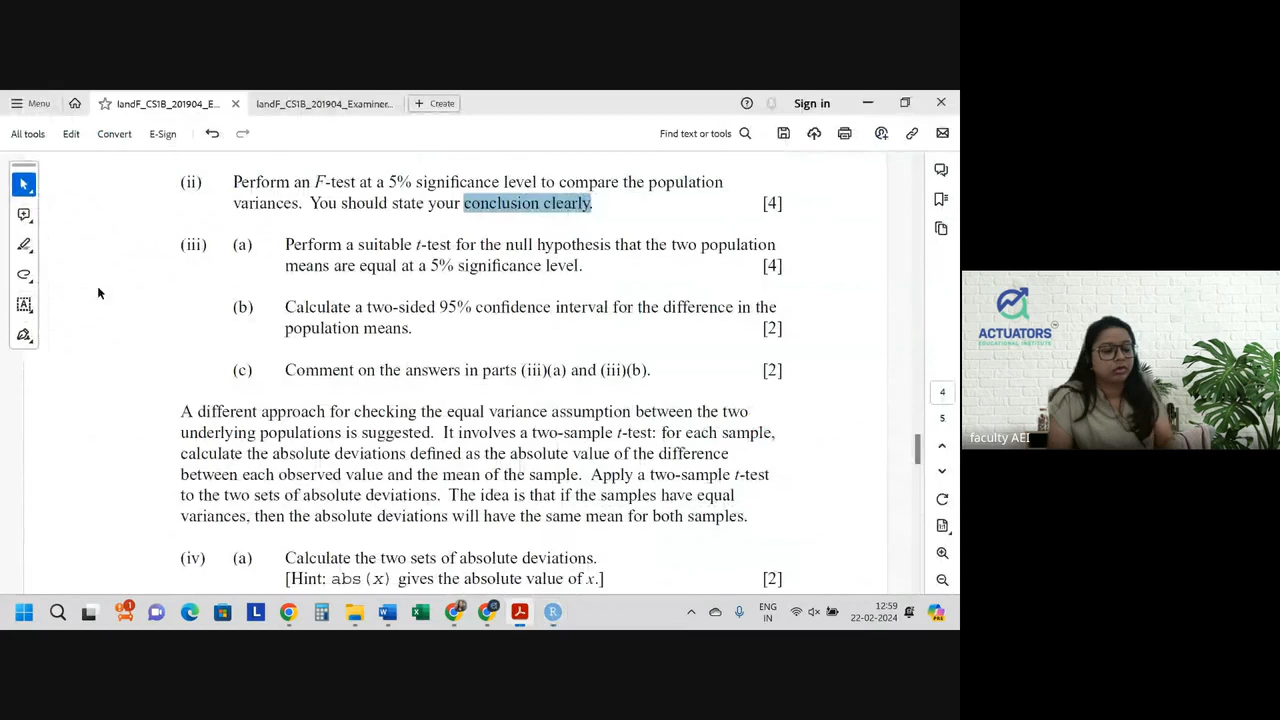 Menu
landF_CS1B_201904_E...
landF_CS1B_201904_Examiner...
Create
Sign in
All tools
Edit
Convert
E-Sign
Find text or tools
(ii) Perform an F-test at a 5% significance level to compare the population
variances. You should state your conclusion clearly. [4]
(iii) (a) Perform a suitable t-test for the null hypothesis that the two population
means are equal at a 5% significance level. [4]
(b) Calculate a two-sided 95% confidence interval for the difference in the
population means. [2]
(c) Comment on the answers in parts (iii)(a) and (iii)(b). [2]
A different approach for checking the equal variance assumption between the two
underlying populations is suggested. It involves a two-sample t-test: for each sample,
calculate the absolute deviations defined as the absolute value of the difference
between each observed value and the mean of the sample. Apply a two-sample t-test
to the two sets of absolute deviations. The idea is that if the samples have equal
variances, then the absolute deviations will have the same mean for both samples.
(iv) (a) Calculate the two sets of absolute deviations.
[Hint: abs(x) gives the absolute value of x.] [2]
4
5
ENG
IN
12:59
22-02-2024
ACTUATORS
EDUCATIONAL INSTITUTE
faculty AEI